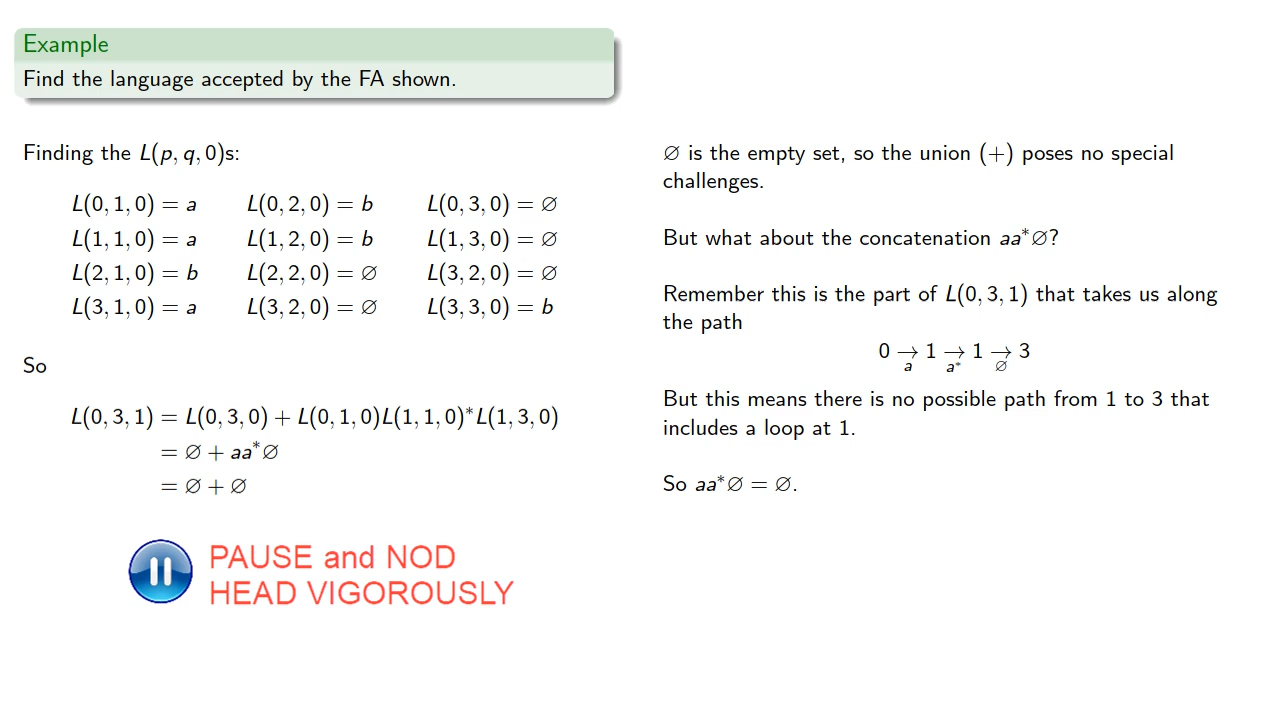 Example
Find the language accepted by the FA shown.
Finding the L(p, q, 0)s:
L(0, 1, 0) = a L(0, 2, 0) = b L(0, 3, 0) = ∅
L(1, 1, 0) = a L(1, 2, 0) = b L(1, 3, 0) = ∅
L(2, 1, 0) = b L(2, 2, 0) = ∅ L(3, 2, 0) = ∅
L(3, 1, 0) = a L(3, 2, 0) = ∅ L(3, 3, 0) = b
So
L(0, 3, 1) = L(0, 3, 0) + L(0, 1, 0)L(1, 1, 0)*L(1, 3, 0)
= ∅ + aa*∅
= ∅ + ∅
PAUSE and NOD
HEAD VIGOROUSLY
∅ is the empty set, so the union (+) poses no special
challenges.
But what about the concatenation aa*∅?
Remember this is the part of L(0, 3, 1) that takes us along
the path
0 → 1 → 1 → 3
a a* ∅
But this means there is no possible path from 1 to 3 that
includes a loop at 1.
So aa*∅ = ∅.